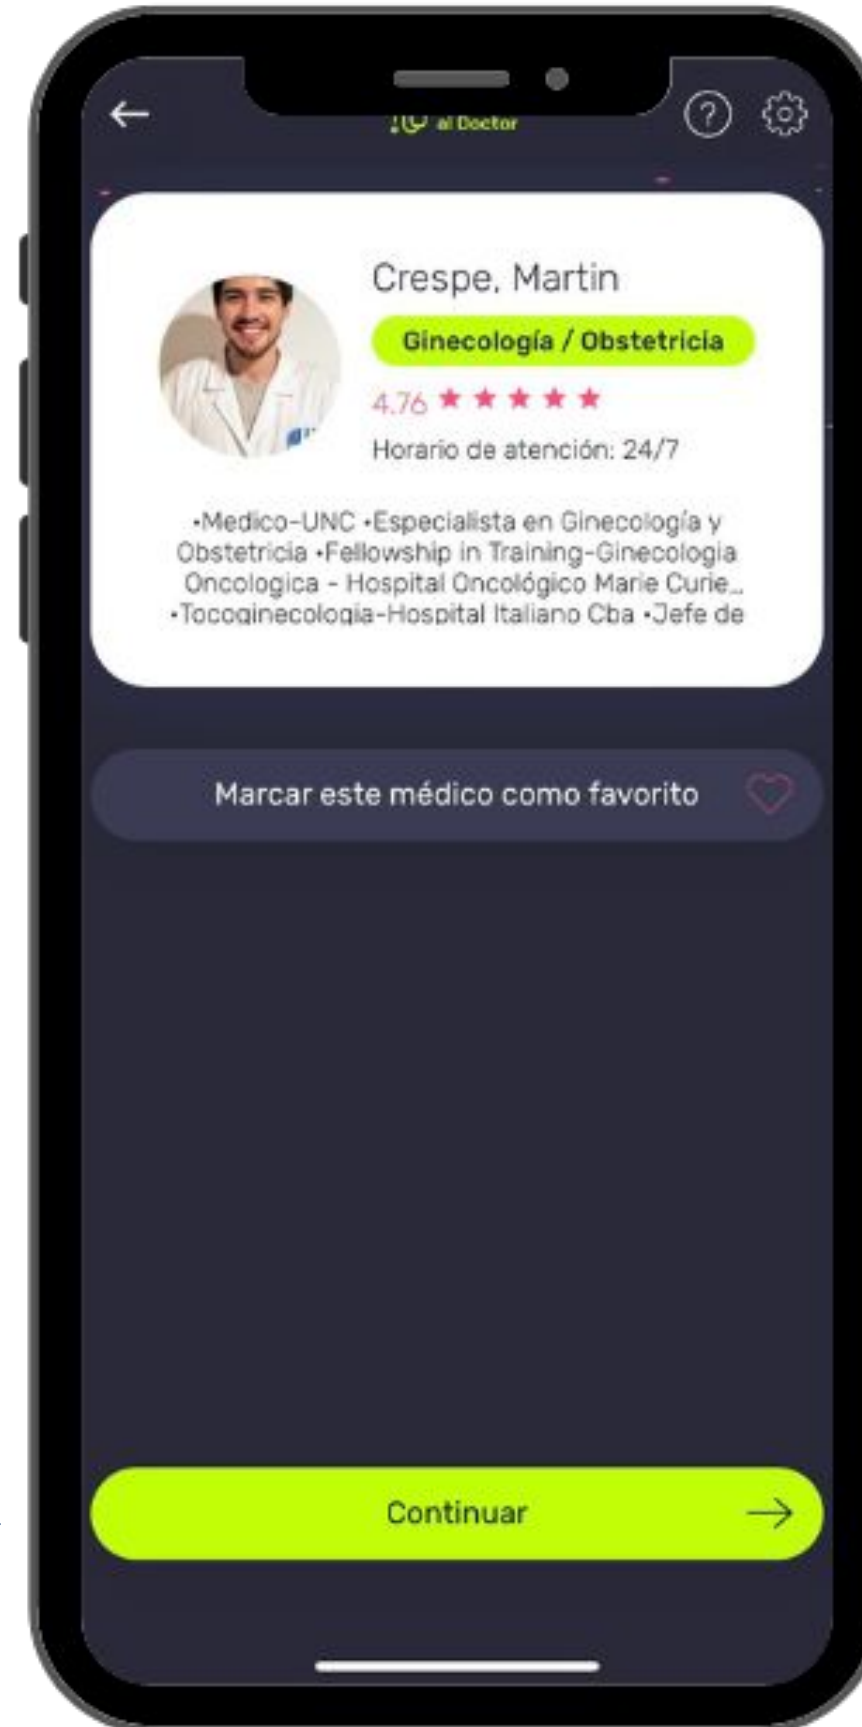 al Doctor
?
Crespe, Martin
Ginecología / Obstetricia
4.76
Horario de atención: 24/7
•Medico-UNC •Especialista en Ginecología y
Obstetricia •Fellowship in Training-Ginecologia
Oncologica - Hospital Oncológico Marie Curie...
•Tocoginecologia-Hospital Italiano Cba •Jefe de
Marcar este médico como favorito
Continuar